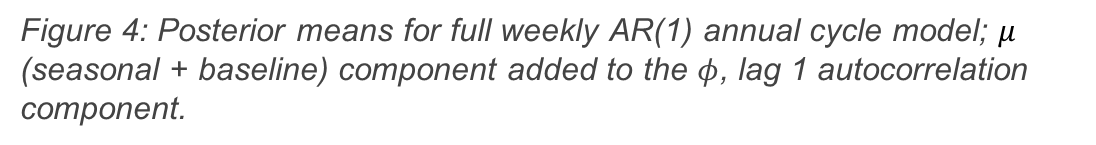 Figure 4: Posterior means for full weekly AR(1) annual cycle model; μ
(seasonal + baseline) component added to the ϕ, lag 1 autocorrelation
component.